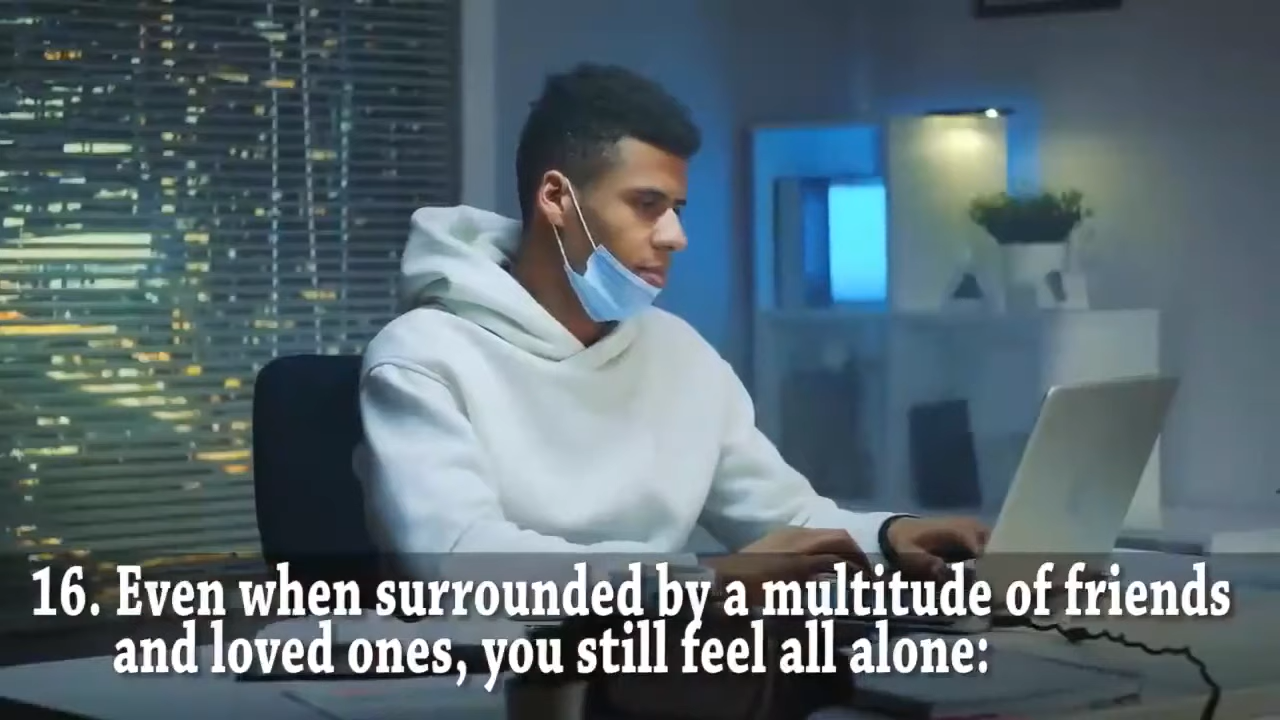 16. Even when surrounded by a multitude of friends
and loved ones, you still feel all alone: